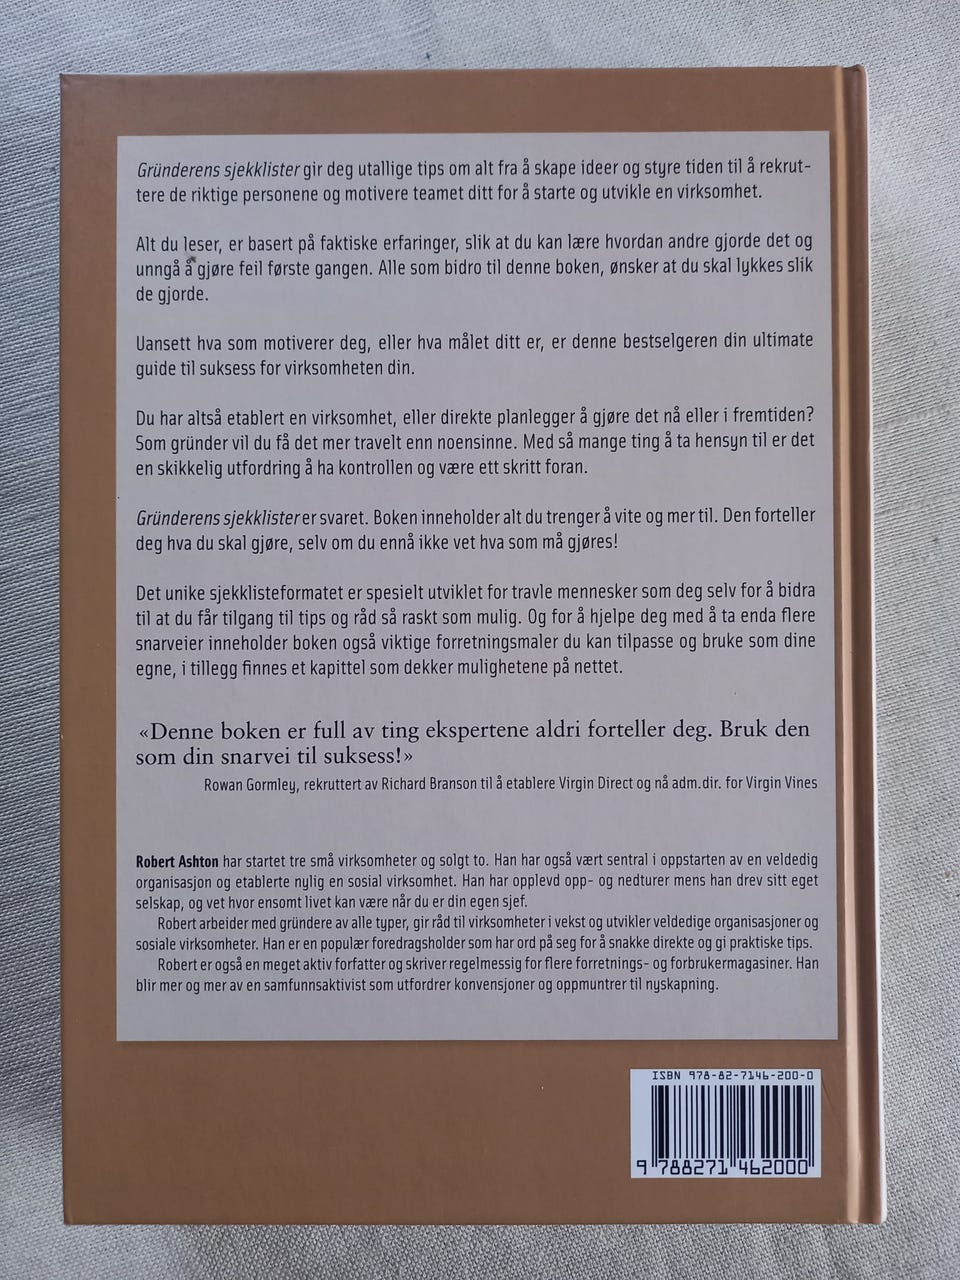 Gründerens sjekklister gir deg utallige tips om alt fra å skape ideer og styre tiden til å rekrut-
tere de riktige personene og motivere teamet ditt for å starte og utvikle en virksomhet.
Alt du leser, er basert på faktiske erfaringer, slik at du kan lære hvordan andre gjorde det og
unngå å gjøre feil første gangen. Alle som bidro til denne boken, ønsker at du skal lykkes slik
de gjorde.
Uansett hva som motiverer deg, eller hva målet ditt er, er denne bestselgeren din ultimate
guide til suksess for virksomheten din.
Du har altså etablert en virksomhet, eller direkte planlegger å gjøre det nå eller i fremtiden?
Som gründer vil du få det mer travelt enn noensinne. Med så mange ting å ta hensyn til er det
en skikkelig utfordring å ha kontrollen og være ett skritt foran.
Gründerens sjekklister er svaret. Boken inneholder alt du trenger å vite og mer til. Den forteller
deg hva du skal gjøre, selv om du ennå ikke vet hva som må gjøres!
Det unike sjekklisteformatet er spesielt utviklet for travle mennesker som deg selv for å bidra
til at du får tilgang til tips og råd så raskt som mulig. Og for å hjelpe deg med å ta enda flere
snarveier inneholder boken også viktige forretningsmaler du kan tilpasse og bruke som dine
egne, i tillegg finnes et kapittel som dekker mulighetene på nettet.
«Denne boken er full av ting ekspertene aldri forteller deg. Bruk den
som din snarvei til suksess!»
Rowan Gormley, rekruttert av Richard Branson til å etablere Virgin Direct og nå adm.dir. for Virgin Vines
Robert Ashton har startet tre små virksomheter og solgt to. Han har også vært sentral i oppstarten av en veldedig
organisasjon og etablerte nylig en sosial virksomhet. Han har opplevd opp- og nedturer mens han drev sitt eget
selskap, og vet hvor ensomt livet kan være når du er din egen sjef.
Robert arbeider med gründere av alle typer, gir råd til virksomheter i vekst og utvikler veldedige organisasjoner og
sosiale virksomheter. Han er en populær foredragsholder som har ord på seg for å snakke direkte og gi praktiske tips.
Robert er også en meget aktiv forfatter og skriver regelmessig for flere forretnings- og forbrukermagasiner. Han
blir mer og mer av en samfunnsaktivist som utfordrer konvensjoner og oppmuntrer til nyskapning.
ISBN 978-82-7146-200-0
9 788271 462000